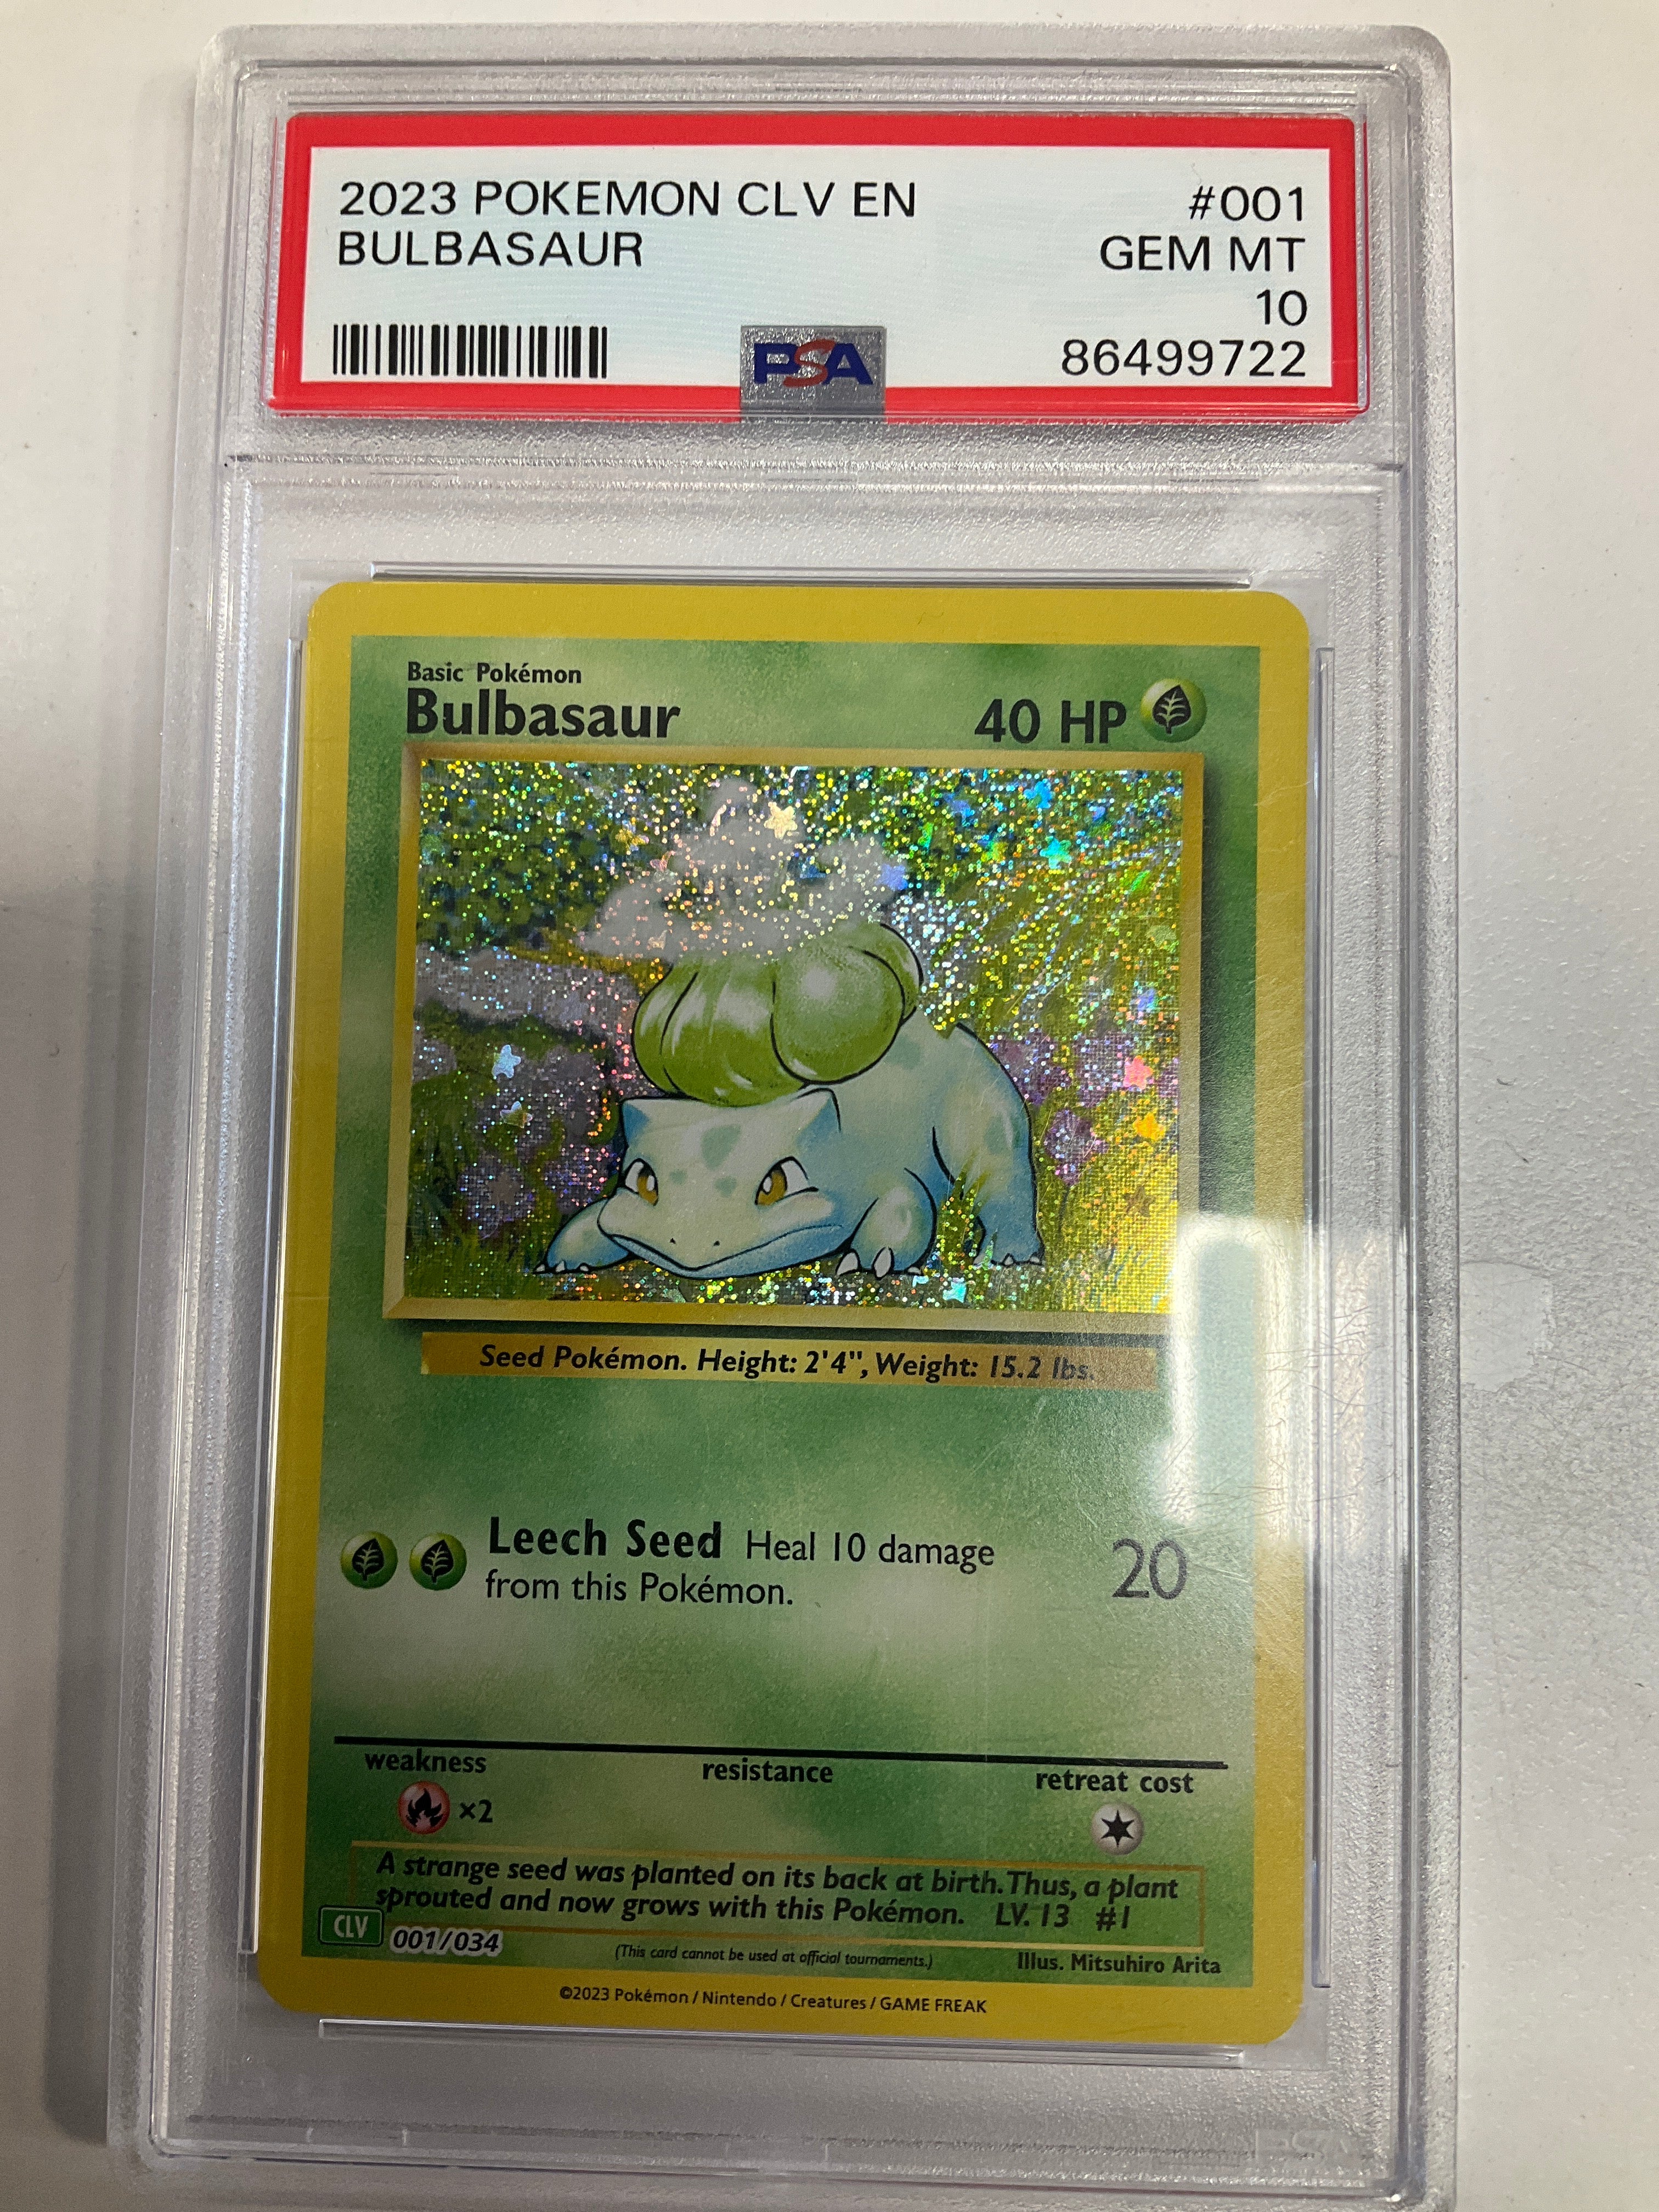 2023 POKEMON CLV EN #001
BULBASAUR GEM MT
10
PSA 86499722
Basic Pokémon
Bulbasaur 40 HP
Seed Pokémon. Height: 2'4", Weight: 15.2 lbs.
Leech Seed Heal 10 damage 20
from this Pokémon.
weakness resistance retreat cost
×2
A strange seed was planted on its back at birth. Thus, a plant
sprouted and now grows with this Pokémon. LV. 13 #1
CLV 001/034 (This card cannot be used at official tournaments.) Illus. Mitsuhiro Arita
©2023 Pokémon / Nintendo / Creatures / GAME FREAK
PSA